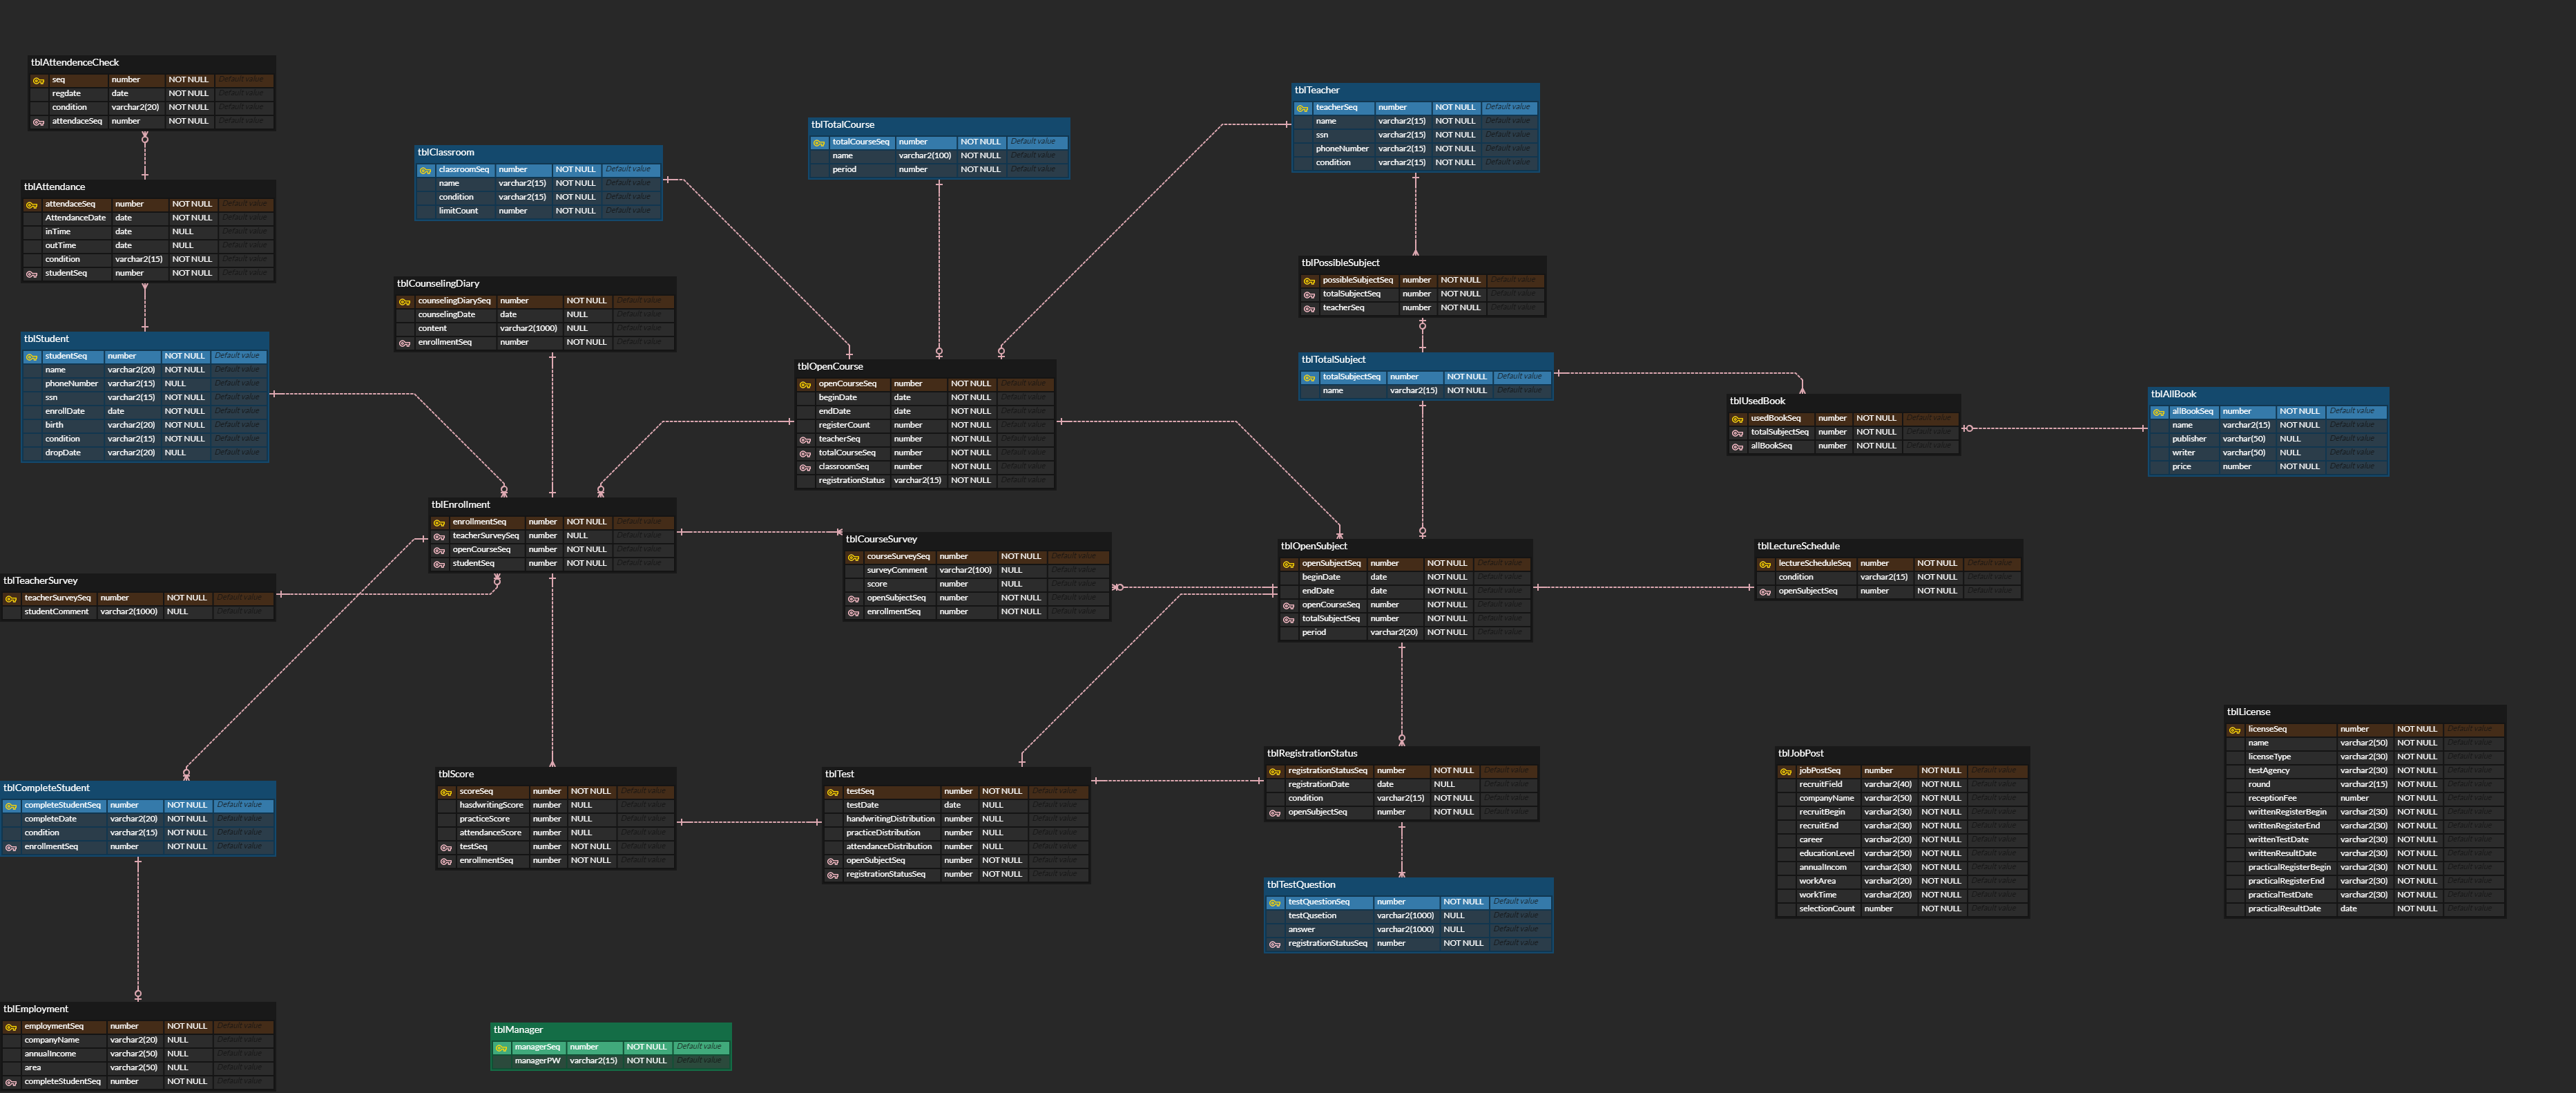 tblAttendenceCheck
seq number NOT NULL Default value
regdate date NOT NULL Default value
condition varchar2(20) NOT NULL Default value
attendaceSeq number NOT NULL Default value
tblAttendance
attendaceSeq number NOT NULL Default value
AttendanceDate date NOT NULL Default value
inTime date NULL Default value
outTime date NULL Default value
condition varchar2(15) NOT NULL Default value
studentSeq number NOT NULL Default value
tblStudent
studentSeq number NOT NULL Default value
name varchar2(20) NOT NULL Default value
phoneNumber varchar2(15) NULL Default value
ssn varchar2(15) NOT NULL Default value
enrollDate date NOT NULL Default value
birth varchar2(20) NOT NULL Default value
condition varchar2(15) NOT NULL Default value
dropDate varchar2(20) NULL Default value
tblClassroom
classroomSeq number NOT NULL Default value
name varchar2(15) NOT NULL Default value
condition varchar2(15) NOT NULL Default value
limitCount number NOT NULL Default value
tblTotalCourse
totalCourseSeq number NOT NULL Default value
name varchar2(100) NOT NULL Default value
period number NOT NULL Default value
tblTeacher
teacherSeq number NOT NULL Default value
name varchar2(15) NOT NULL Default value
ssn varchar2(15) NOT NULL Default value
phoneNumber varchar2(15) NOT NULL Default value
condition varchar2(15) NOT NULL Default value
tblCounselingDiary
counselingDiarySeq number NOT NULL Default value
counselingDate date NULL Default value
content varchar2(1000) NULL Default value
enrollmentSeq number NOT NULL Default value
tblPossibleSubject
possibleSubjectSeq number NOT NULL Default value
totalSubjectSeq number NOT NULL Default value
teacherSeq number NOT NULL Default value
tblOpenCourse
openCourseSeq number NOT NULL Default value
beginDate date NOT NULL Default value
endDate date NOT NULL Default value
registerCount number NOT NULL Default value
teacherSeq number NOT NULL Default value
totalCourseSeq number NOT NULL Default value
classroomSeq number NOT NULL Default value
registrationStatus varchar2(15) NOT NULL Default value
tblTotalSubject
totalSubjectSeq number NOT NULL Default value
name varchar2(15) NOT NULL Default value
tblUsedBook
usedBookSeq number NOT NULL Default value
totalSubjectSeq number NOT NULL Default value
allBookSeq number NOT NULL Default value
tblAllBook
allBookSeq number NOT NULL Default value
name varchar2(15) NOT NULL Default value
publisher varchar(50) NULL Default value
writer varchar(50) NULL Default value
price number NOT NULL Default value
tblEnrollment
enrollmentSeq number NOT NULL Default value
teacherSurveySeq number NULL Default value
openCourseSeq number NOT NULL Default value
studentSeq number NOT NULL Default value
tblCourseSurvey
courseSurveySeq number NOT NULL Default value
surveyComment varchar2(100) NULL Default value
score number NULL Default value
openSubjectSeq number NOT NULL Default value
enrollmentSeq number NOT NULL Default value
tblOpenSubject
openSubjectSeq number NOT NULL Default value
beginDate date NOT NULL Default value
endDate date NOT NULL Default value
openCourseSeq number NOT NULL Default value
totalSubjectSeq number NOT NULL Default value
period varchar2(20) NOT NULL Default value
tblLectureSchedule
lectureScheduleSeq number NOT NULL Default value
condition varchar2(15) NOT NULL Default value
openSubjectSeq number NOT NULL Default value
tblTeacherSurvey
teacherSurveySeq number NOT NULL Default value
studentComment varchar2(1000) NULL Default value
tblCompleteStudent
completeStudentSeq number NOT NULL Default value
completeDate varchar2(20) NOT NULL Default value
condition varchar2(15) NOT NULL Default value
enrollmentSeq number NOT NULL Default value
tblScore
scoreSeq number NOT NULL Default value
hasdwritingScore number NULL Default value
practiceScore number NULL Default value
attendanceScore number NULL Default value
testSeq number NOT NULL Default value
enrollmentSeq number NOT NULL Default value
tblTest
testSeq number NOT NULL Default value
testDate date NULL Default value
handwritingDistribution number NULL Default value
practiceDistribution number NULL Default value
attendanceDistribution number NULL Default value
openSubjectSeq number NOT NULL Default value
registrationStatusSeq number NOT NULL Default value
tblRegistrationStatus
registrationStatusSeq number NOT NULL Default value
registrationDate date NULL Default value
condition varchar2(15) NOT NULL Default value
openSubjectSeq number NOT NULL Default value
tblTestQuestion
testQuestionSeq number NOT NULL Default value
testQusetion varchar2(1000) NULL Default value
answer varchar2(1000) NULL Default value
registrationStatusSeq number NOT NULL Default value
tblJobPost
jobPostSeq number NOT NULL Default value
recruitField varchar2(40) NOT NULL Default value
companyName varchar2(50) NOT NULL Default value
recruitBegin varchar2(30) NOT NULL Default value
recruitEnd varchar2(30) NOT NULL Default value
career varchar2(20) NOT NULL Default value
educationLevel varchar2(50) NOT NULL Default value
annualIncom varchar2(30) NOT NULL Default value
workArea varchar2(20) NOT NULL Default value
workTime varchar2(20) NOT NULL Default value
selectionCount number NOT NULL Default value
tblLicense
licenseSeq number NOT NULL Default value
name varchar2(50) NOT NULL Default value
licenseType varchar2(30) NOT NULL Default value
testAgency varchar2(30) NOT NULL Default value
round varchar2(15) NOT NULL Default value
receptionFee number NOT NULL Default value
writtenRegisterBegin varchar2(30) NOT NULL Default value
writtenRegisterEnd varchar2(30) NOT NULL Default value
writtenTestDate varchar2(30) NOT NULL Default value
writtenResultDate varchar2(30) NOT NULL Default value
practicalRegisterBegin varchar2(30) NOT NULL Default value
practicalRegisterEnd varchar2(30) NOT NULL Default value
practicalTestDate varchar2(30) NOT NULL Default value
practicalResultDate date NOT NULL Default value
tblEmployment
employmentSeq number NOT NULL Default value
companyName varchar2(20) NULL Default value
annualIncome varchar2(50) NULL Default value
area varchar2(50) NULL Default value
completeStudentSeq number NOT NULL Default value
tblManager
managerSeq number NOT NULL Default value
managerPW varchar2(15) NOT NULL Default value